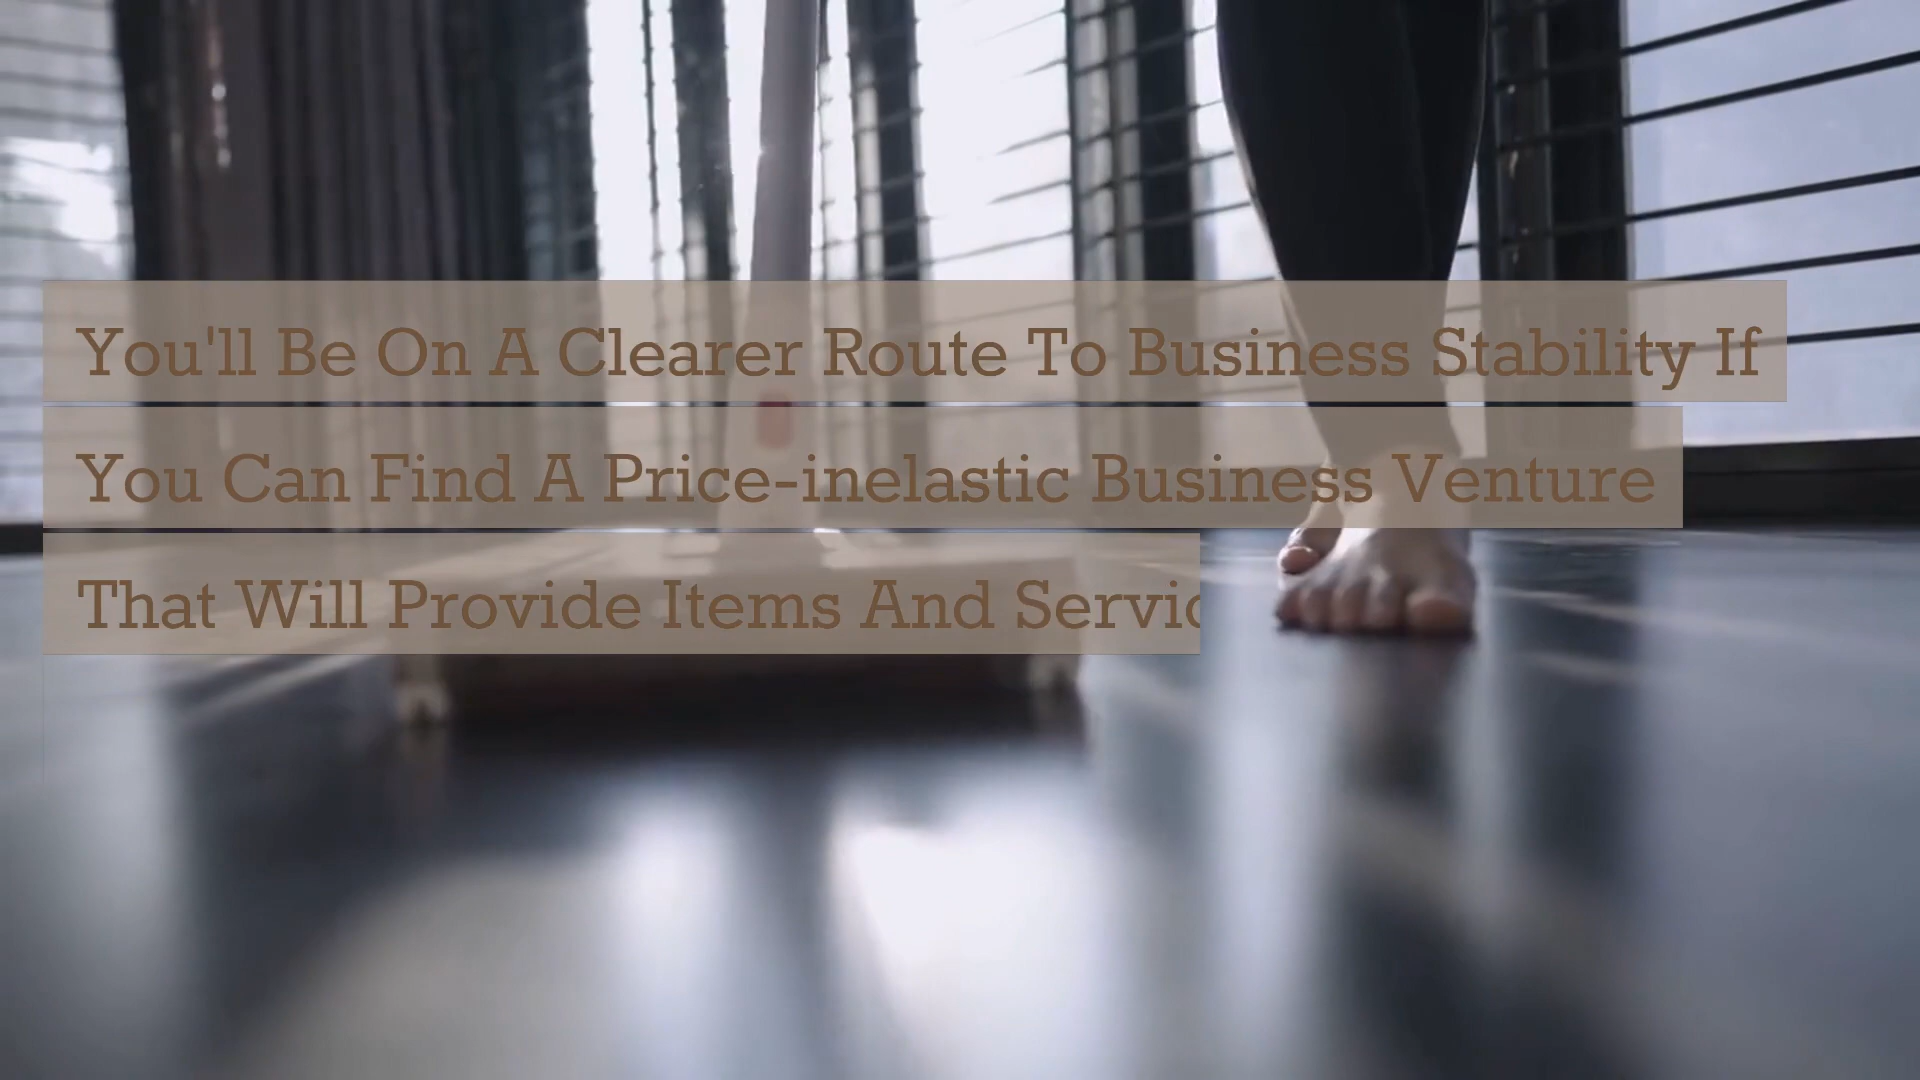 You'll Be On A Clearer Route To Business Stability If
You Can Find A Price-inelastic Business Venture
That Will Provide Items And